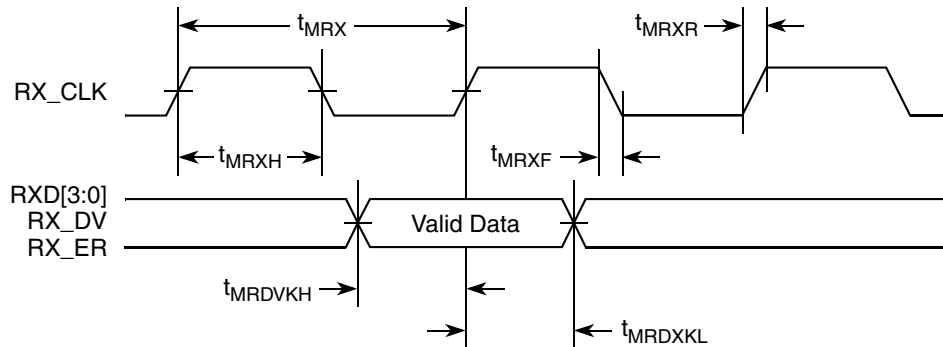 tMRX
tMRXR
RX_CLK
tMRXH
tMRXF
RXD[3:0]
RX_DV
Valid Data
RX_ER
tMRDVKH
tMRDXKL